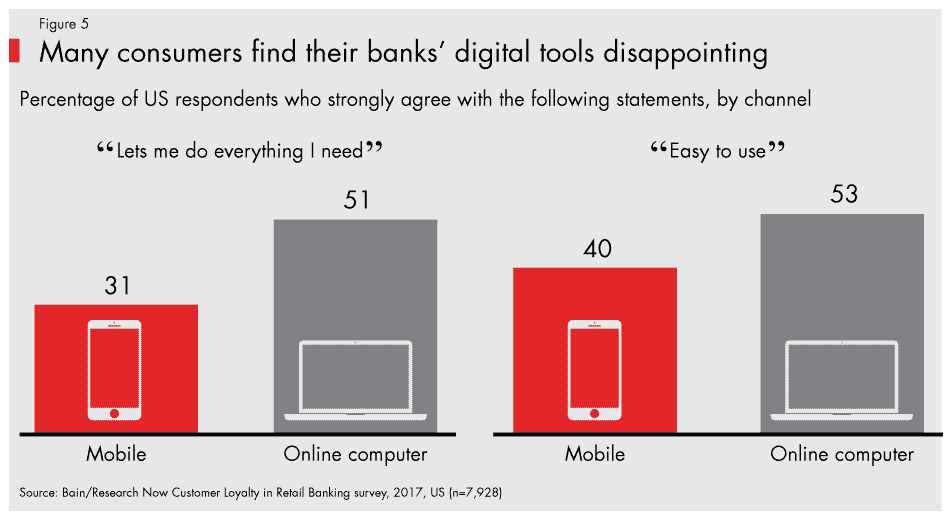 Figure 5
Many consumers find their banks’ digital tools disappointing
Percentage of US respondents who strongly agree with the following statements, by channel
“Lets me do everything I need”
51
31
Mobile
Online computer
“Easy to use”
53
40
Mobile
Online computer
Source: Bain/Research Now Customer Loyalty in Retail Banking survey, 2017, US (n=7,928)